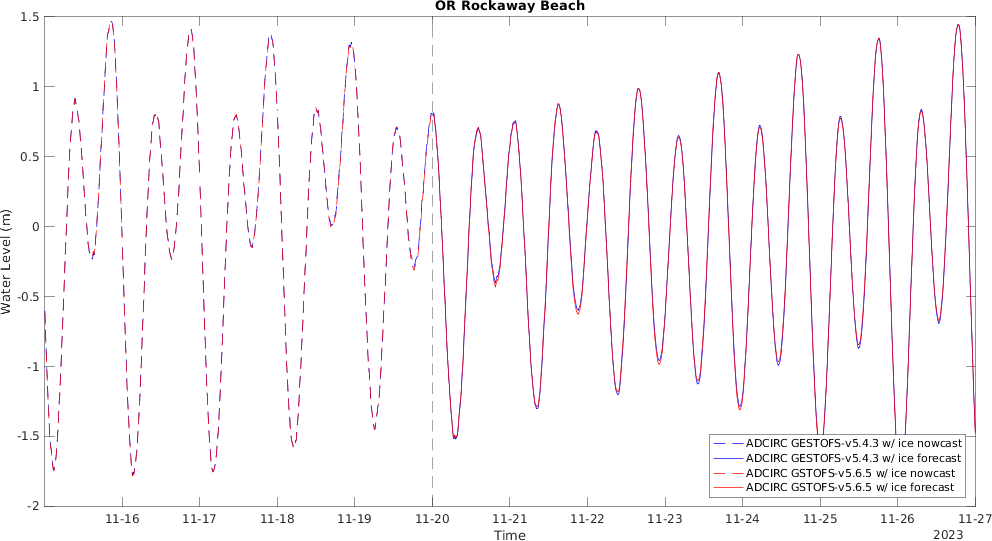 OR Rockaway Beach
1.5
1
0.5
0
-0.5
-1
-1.5
-2
Water Level (m)
11-16 11-17 11-18 11-19 11-20 11-21 11-22 11-23 11-24 11-25 11-26 11-27
Time
2023
ADCIRC GESTOFS-v5.4.3 w/ ice nowcast
ADCIRC GESTOFS-v5.4.3 w/ ice forecast
ADCIRC GSTOFS-v5.6.5 w/ ice nowcast
ADCIRC GSTOFS-v5.6.5 w/ ice forecast